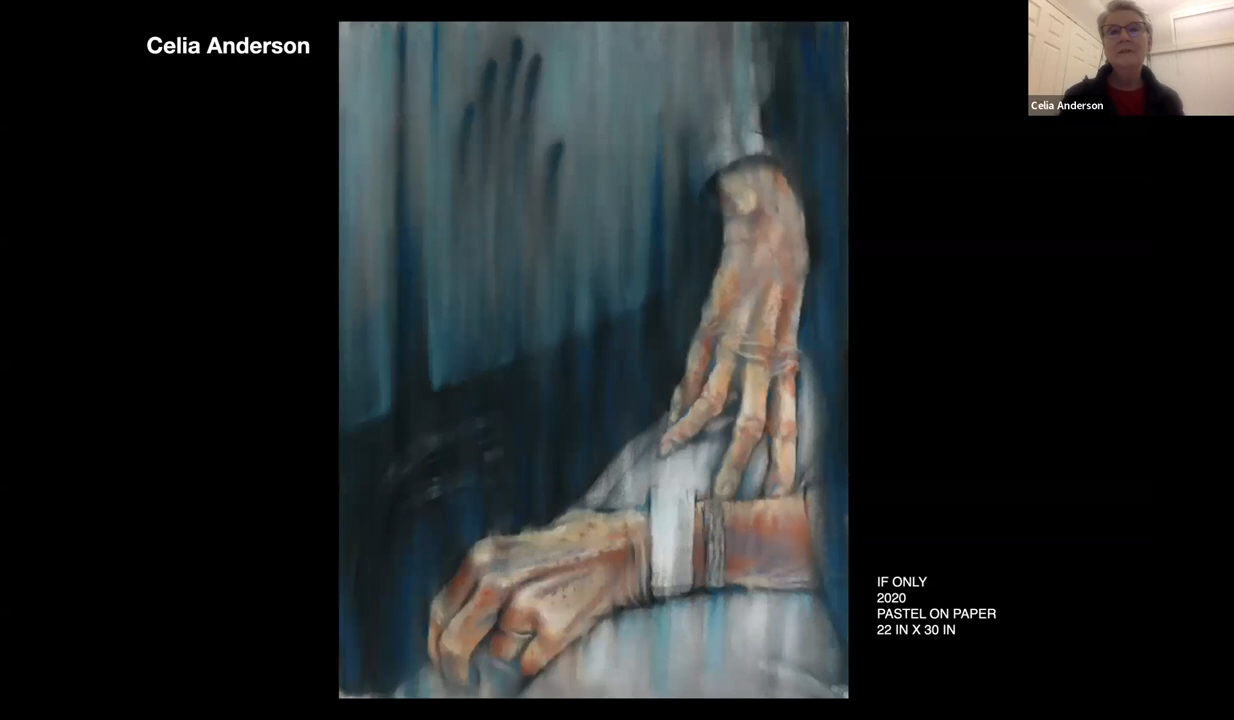 Celia Anderson
Celia Anderson
IF ONLY
2020
PASTEL ON PAPER
22 IN X 30 IN